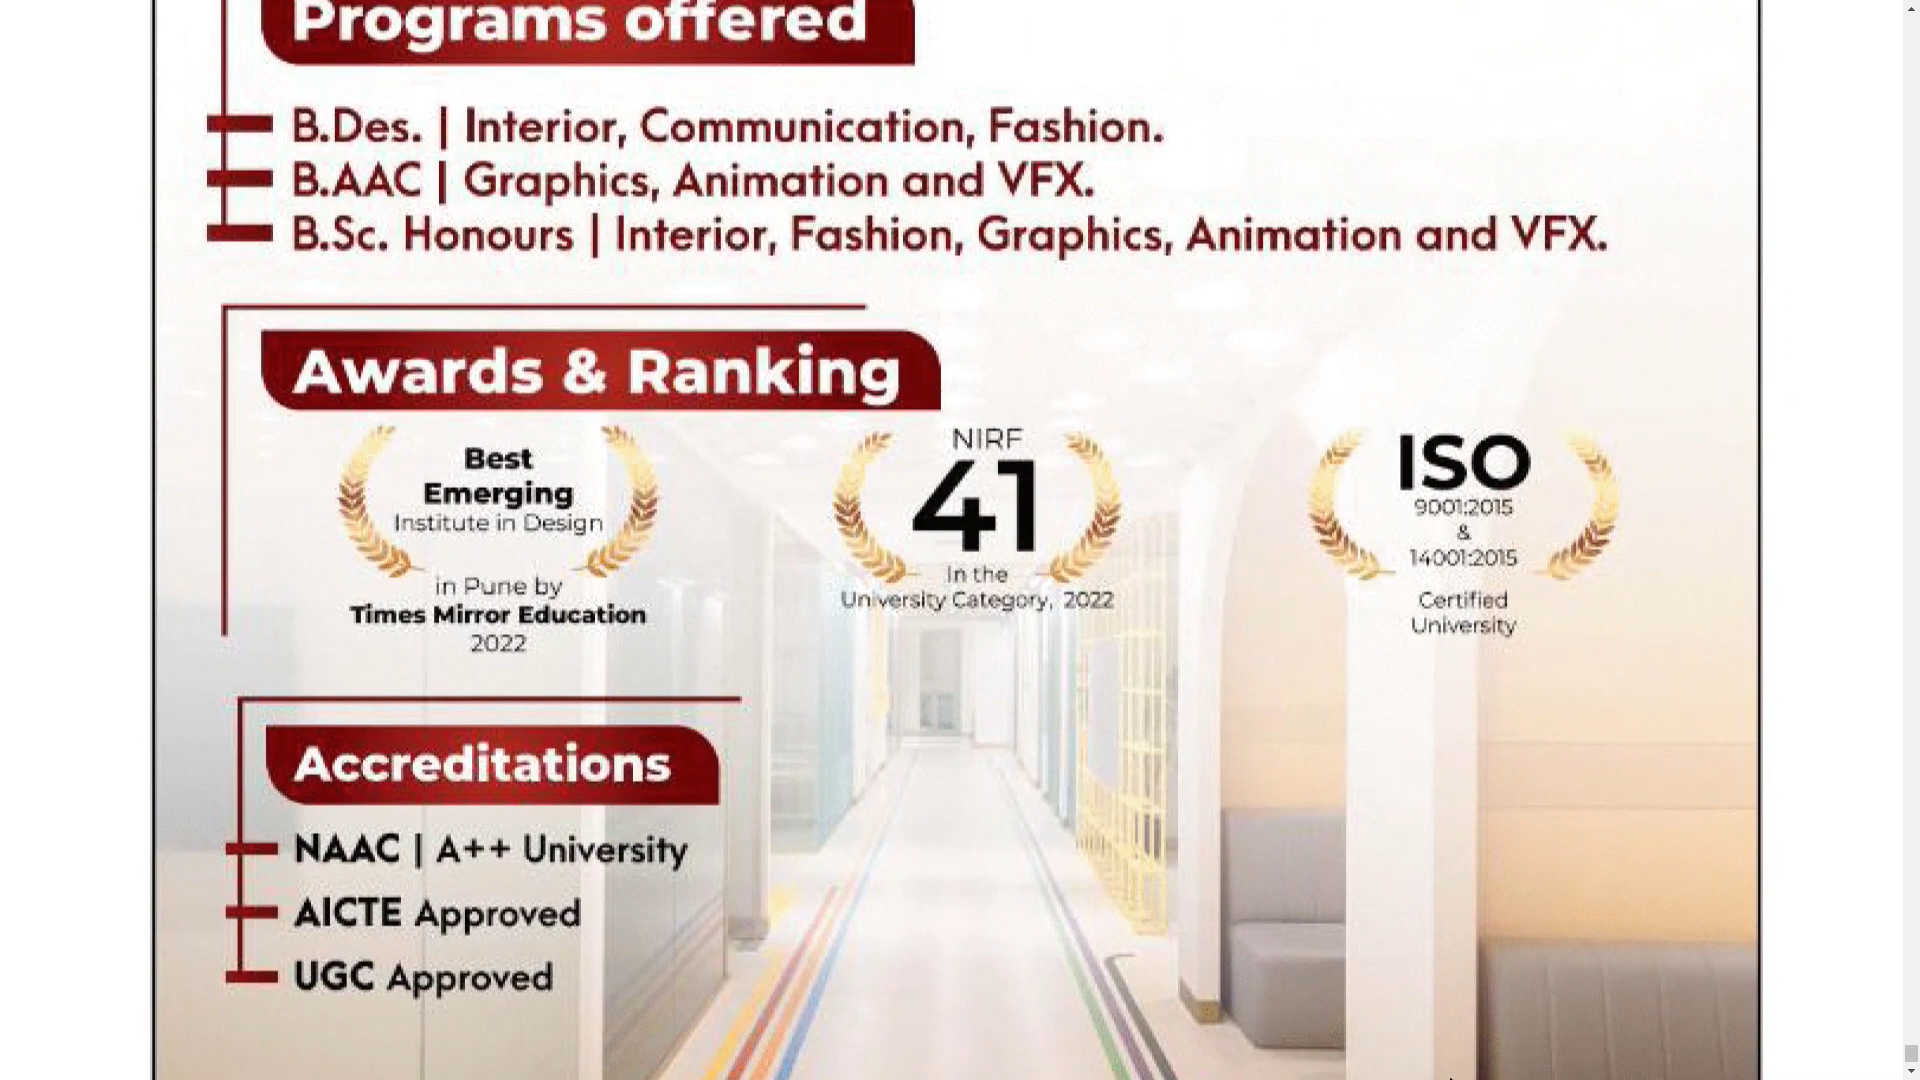 Programs offered
B.Des. | Interior, Communication, Fashion.
B.AAC | Graphics, Animation and VFX.
B.Sc. Honours | Interior, Fashion, Graphics, Animation and VFX.
Awards & Ranking
Best
Emerging
Institute in Design
in Pune by
Times Mirror Education
2022
NIRF
41
In the
University Category, 2022
ISO
9001:2015
&
14001:2015
Certified
University
Accreditations
NAAC | A++ University
AICTE Approved
UGC Approved